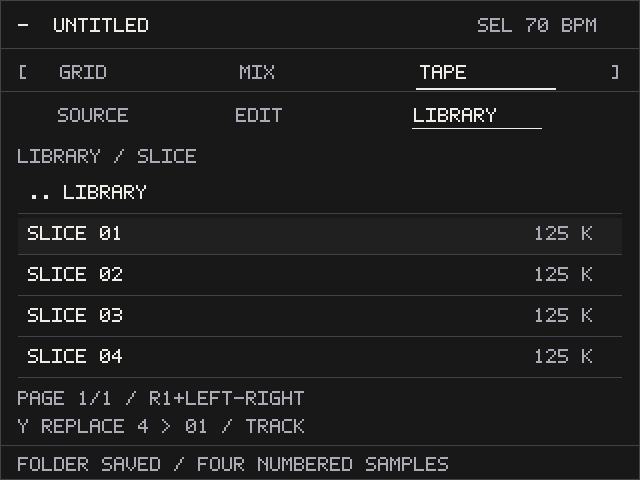 − UNTITLED SEL 70 BPM
[ GRID MIX TAPE ]
SOURCE EDIT LIBRARY
LIBRARY / SLICE
.. LIBRARY
SLICE 01 125 K
SLICE 02 125 K
SLICE 03 125 K
SLICE 04 125 K
PAGE 1/1 / R1+LEFT-RIGHT
Y REPLACE 4 > 01 / TRACK
FOLDER SAVED / FOUR NUMBERED SAMPLES